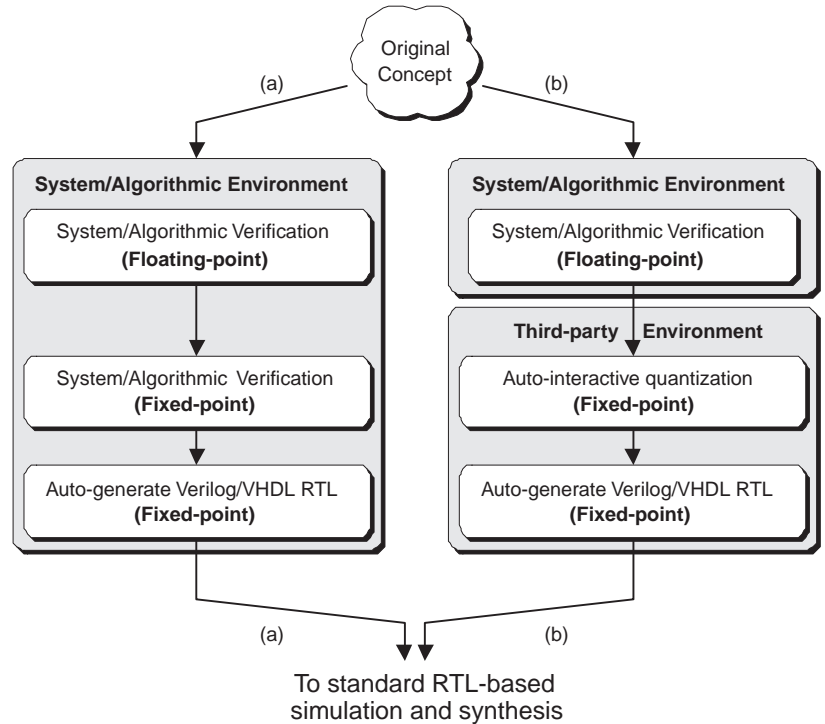 Original
Concept
(a)
(b)
System/Algorithmic Environment
System/Algorithmic Verification
(Floating-point)
System/Algorithmic Verification
(Fixed-point)
Auto-generate Verilog/VHDL RTL
(Fixed-point)
System/Algorithmic Environment
System/Algorithmic Verification
(Floating-point)
Third-party Environment
Auto-interactive quantization
(Fixed-point)
Auto-generate Verilog/VHDL RTL
(Fixed-point)
(a)
(b)
To standard RTL-based
simulation and synthesis